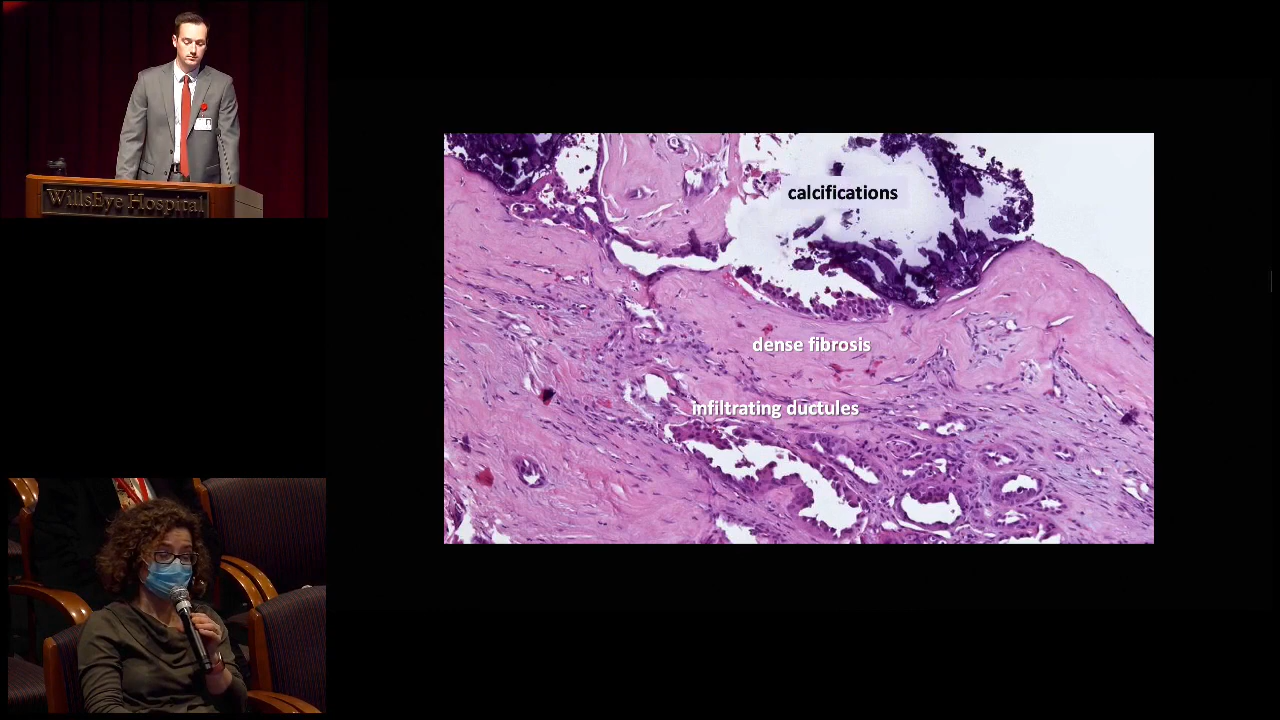 WillsEye Hospital
calcifications
dense fibrosis
infiltrating ductules